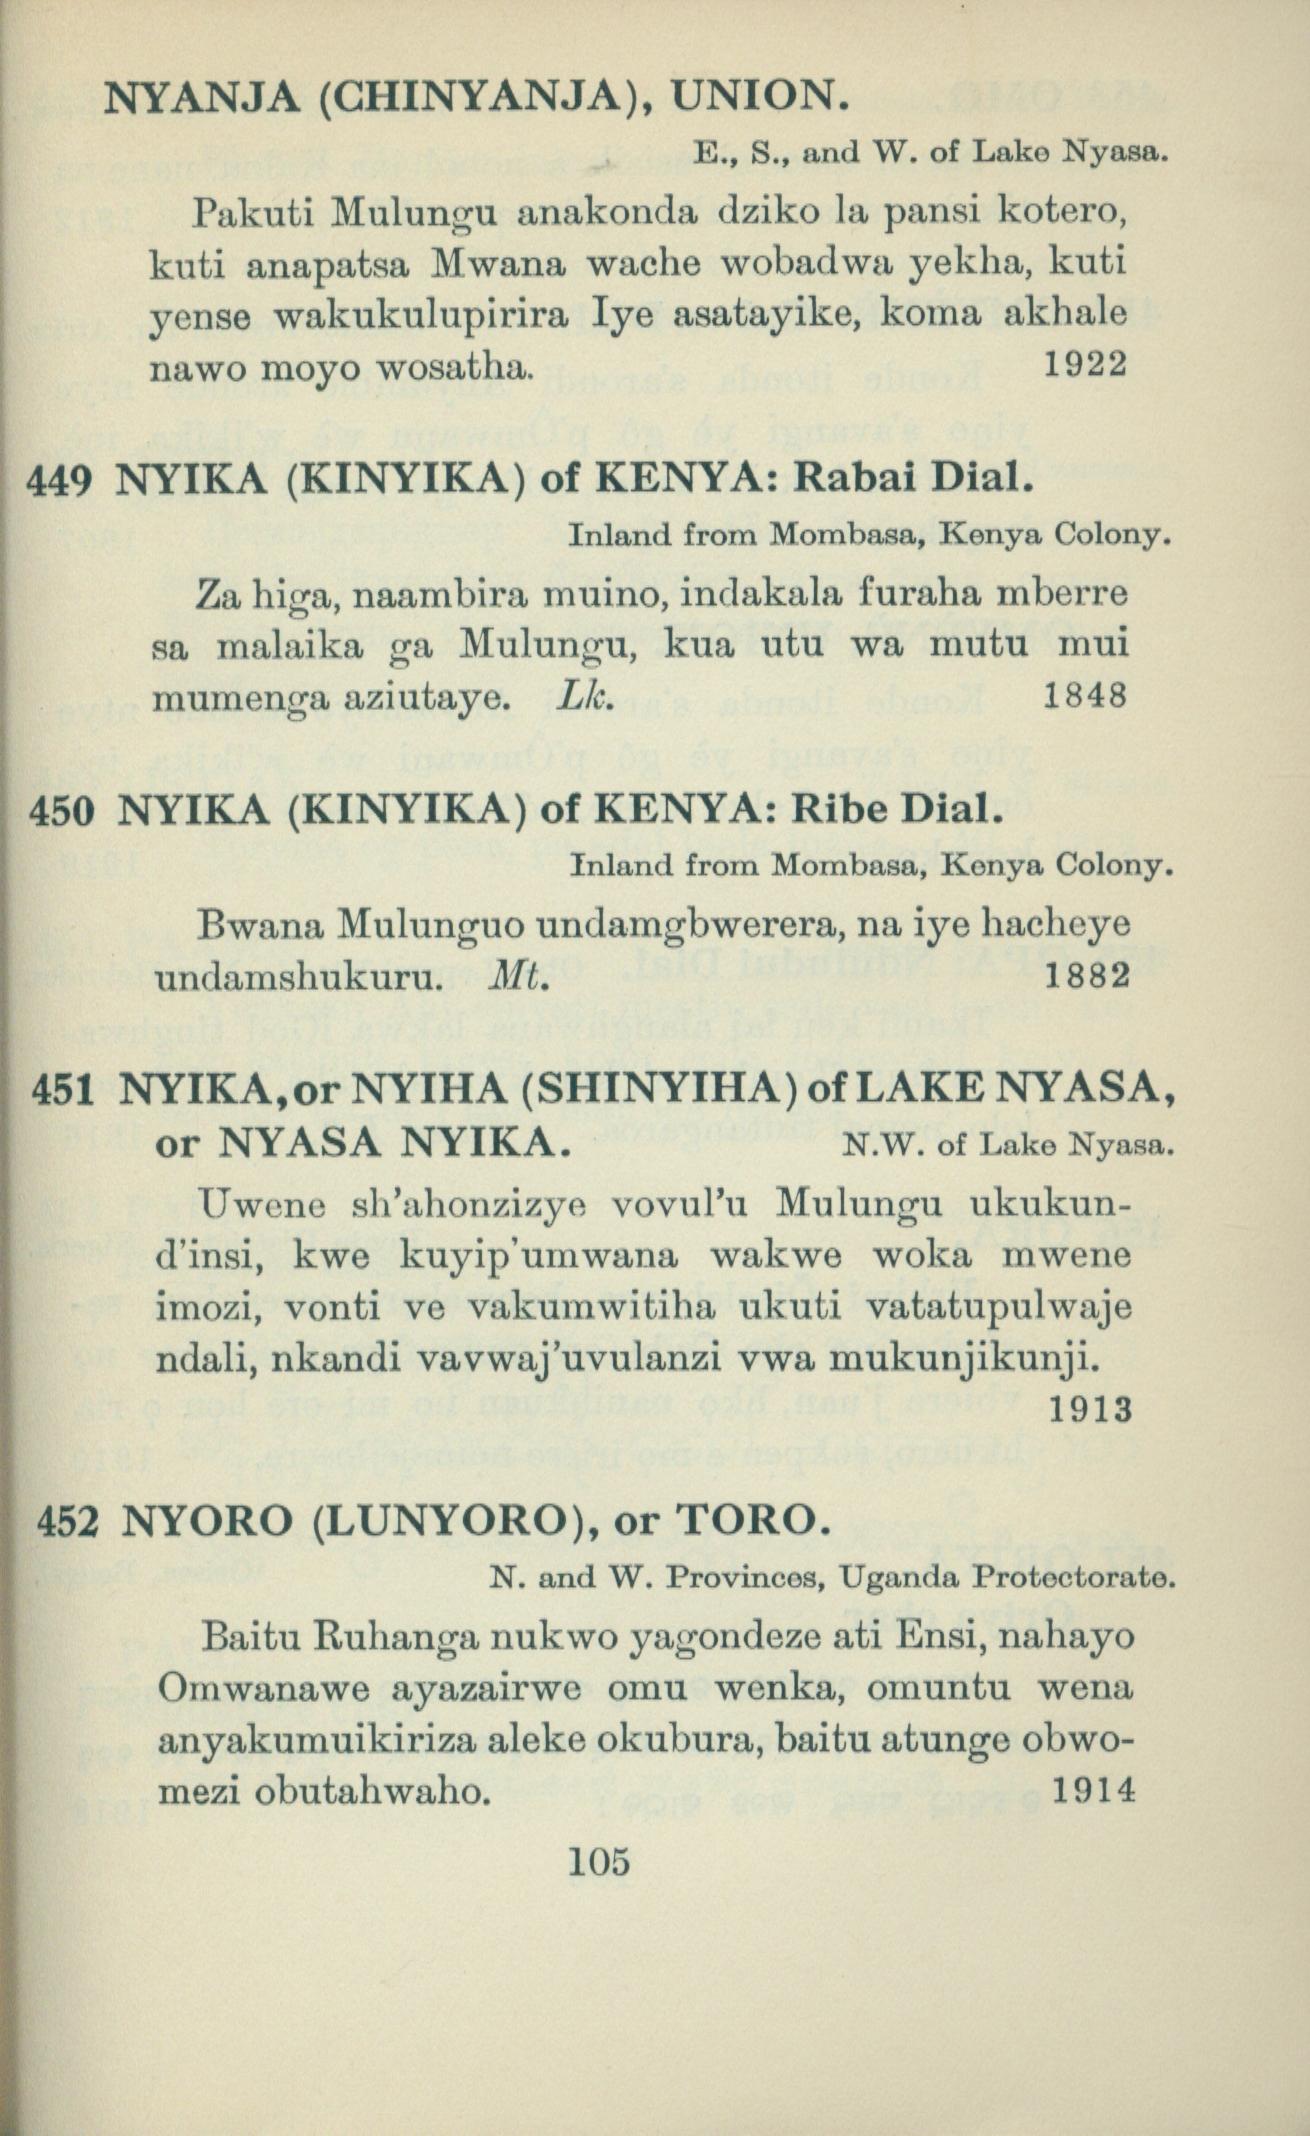 NYANJA (CHINYANJA), UNION.
E., S., and W. of Lake Nyasa.
Pakuti Mulungu anakonda dziko la pansi kotero,
kuti anapatsa Mwana wache wobadwa yekha, kuti
yense wakukulupirira Iye asatayike, koma akhale
nawo moyo wosatha. 1922
449 NYIKA (KINYIKA) of KENYA: Rabai Dial.
Inland from Mombasa, Kenya Colony.
Za higa, naambira muino, indakala furaha mberre
sa malaika ga Mulungu, kua utu wa mutu mui
mumenga aziutaye. Lk. 1848
450 NYIKA (KINYIKA) of KENYA: Ribe Dial.
Inland from Mombasa, Kenya Colony.
Bwana Mulunguo undamgbwerera, na iye hacheye
undamshukuru. Mt. 1882
451 NYIKA, or NYIHA (SHINYIHA) of LAKE NYASA,
or NYASA NYIKA. N.W. of Lake Nyasa.
Uwene sh'ahonzizye vovul'u Mulungu ukukun-
d'insi, kwe kuyip'umwana wakwe woka mwene
imozi, vonti ve vakumwitiha ukuti vatatupulwaje
ndali, nkandi vavwaj'uvulanzi vwa mukunjikunji.
1913
452 NYORO (LUNYORO), or TORO.
N. and W. Provinces, Uganda Protectorate.
Baitu Ruhanga nukwo yagondeze ati Ensi, nahayo
Omwanawe ayazairwe omu wenka, omuntu wena
anyakumuikiriza aleke okubura, baitu atunge obwo-
mezi obutahwaho. 1914
105